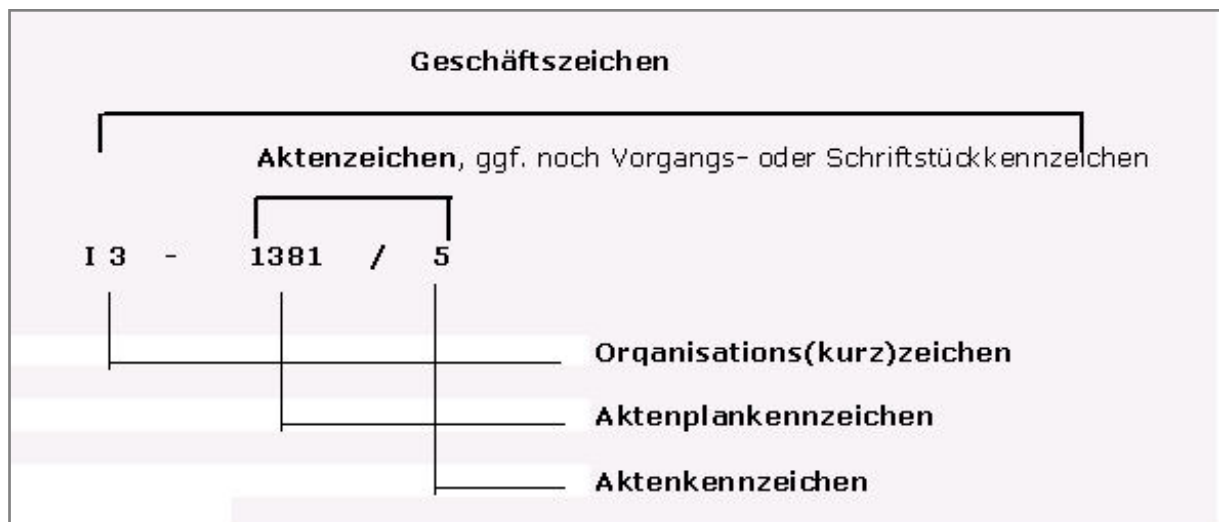 Geschäftszeichen
Aktenzeichen, ggf. noch Vorgangs- oder Schriftstückkennzeichen
I 3 - 1381 / 5
Organisations(kurz)zeichen
Aktenplankennzeichen
Aktenkennzeichen